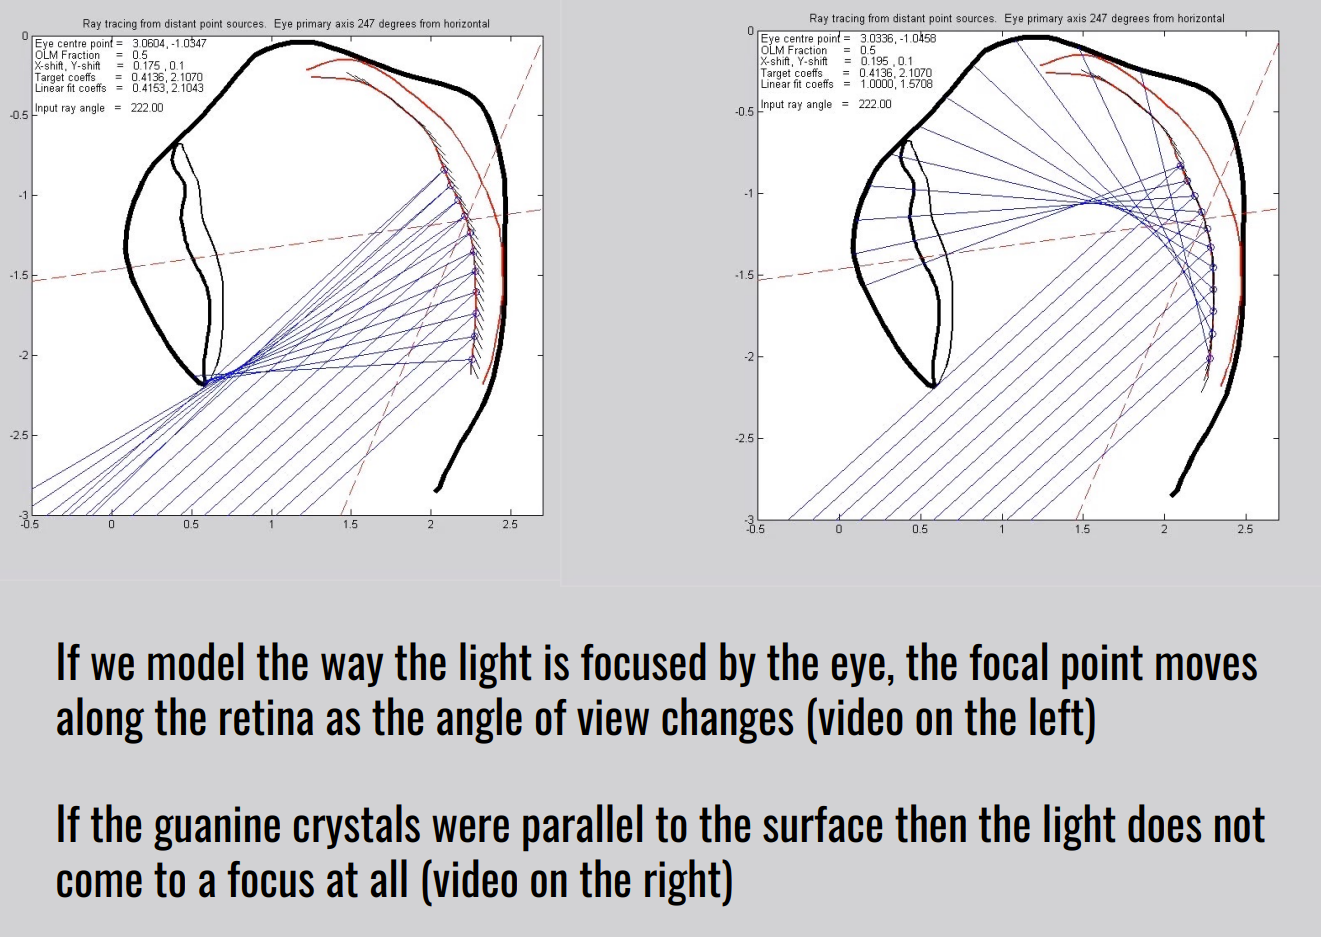 Ray tracing from distant point sources.  Eye primary axis 247 degrees from horizontal
Eye centre point = 3.0604, -1.0347
OLM Fraction = 0.5
X-shift, Y-shift = 0.175 , 0.1
Target coeffs = 0.4136, 2.1070
Linear fit coeffs = 0.4153, 2.1043
Input ray angle = 222.00
0
-0.5
-1
-1.5
-2
-2.5
-3
-0.5 0 0.5 1 1.5 2 2.5
Ray tracing from distant point sources.  Eye primary axis 247 degrees from horizontal
Eye centre point = 3.0336, -1.0458
OLM Fraction = 0.5
X-shift, Y-shift = 0.195 , 0.1
Target coeffs = 0.4136, 2.1070
Linear fit coeffs = 1.0000, 1.5708
Input ray angle = 222.00
0
-0.5
-1
-1.5
-2
-2.5
-3
-0.5 0 0.5 1 1.5 2 2.5
If we model the way the light is focused by the eye, the focal point moves
along the retina as the angle of view changes (video on the left)
If the guanine crystals were parallel to the surface then the light does not
come to a focus at all (video on the right)